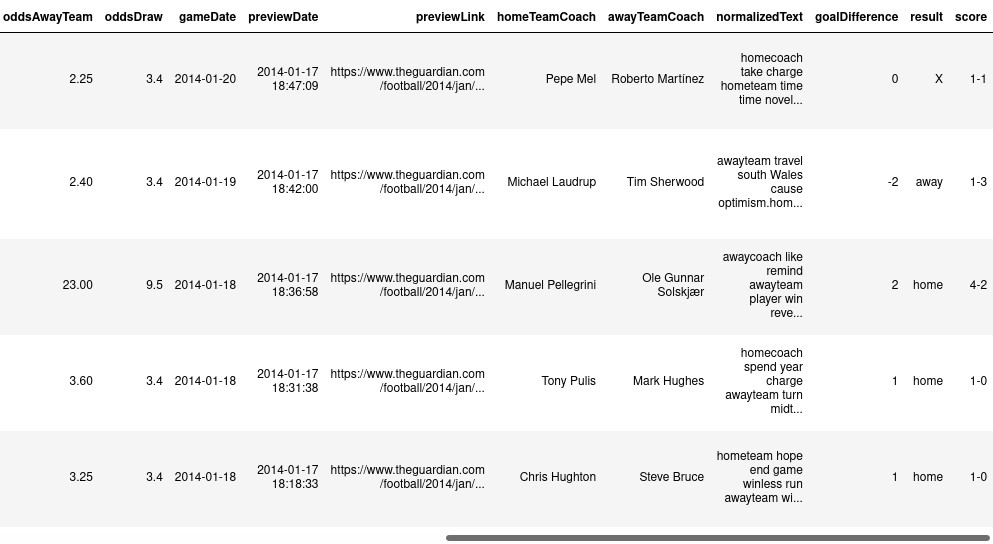 oddsAwayTeam oddsDraw gameDate previewDate previewLink homeTeamCoach awayTeamCoach normalizedText goalDifference result score
2.25 3.4 2014-01-20 2014-01-17 18:47:09 https://www.theguardian.com /football/2014/jan/... Pepe Mel Roberto Martínez homecoach take charge hometeam time time novel... 0 X 1-1
2.40 3.4 2014-01-19 2014-01-17 18:42:00 https://www.theguardian.com /football/2014/jan/... Michael Laudrup Tim Sherwood awayteam travel south Wales cause optimism.hom... -2 away 1-3
23.00 9.5 2014-01-18 2014-01-17 18:36:58 https://www.theguardian.com /football/2014/jan/... Manuel Pellegrini Ole Gunnar Solskjær awaycoach like remind awayteam player win reve... 2 home 4-2
3.60 3.4 2014-01-18 2014-01-17 18:31:38 https://www.theguardian.com /football/2014/jan/... Tony Pulis Mark Hughes homecoach spend year charge awayteam turn midt... 1 home 1-0
3.25 3.4 2014-01-18 2014-01-17 18:18:33 https://www.theguardian.com /football/2014/jan/... Chris Hughton Steve Bruce hometeam hope end game winless run awayteam wi... 1 home 1-0